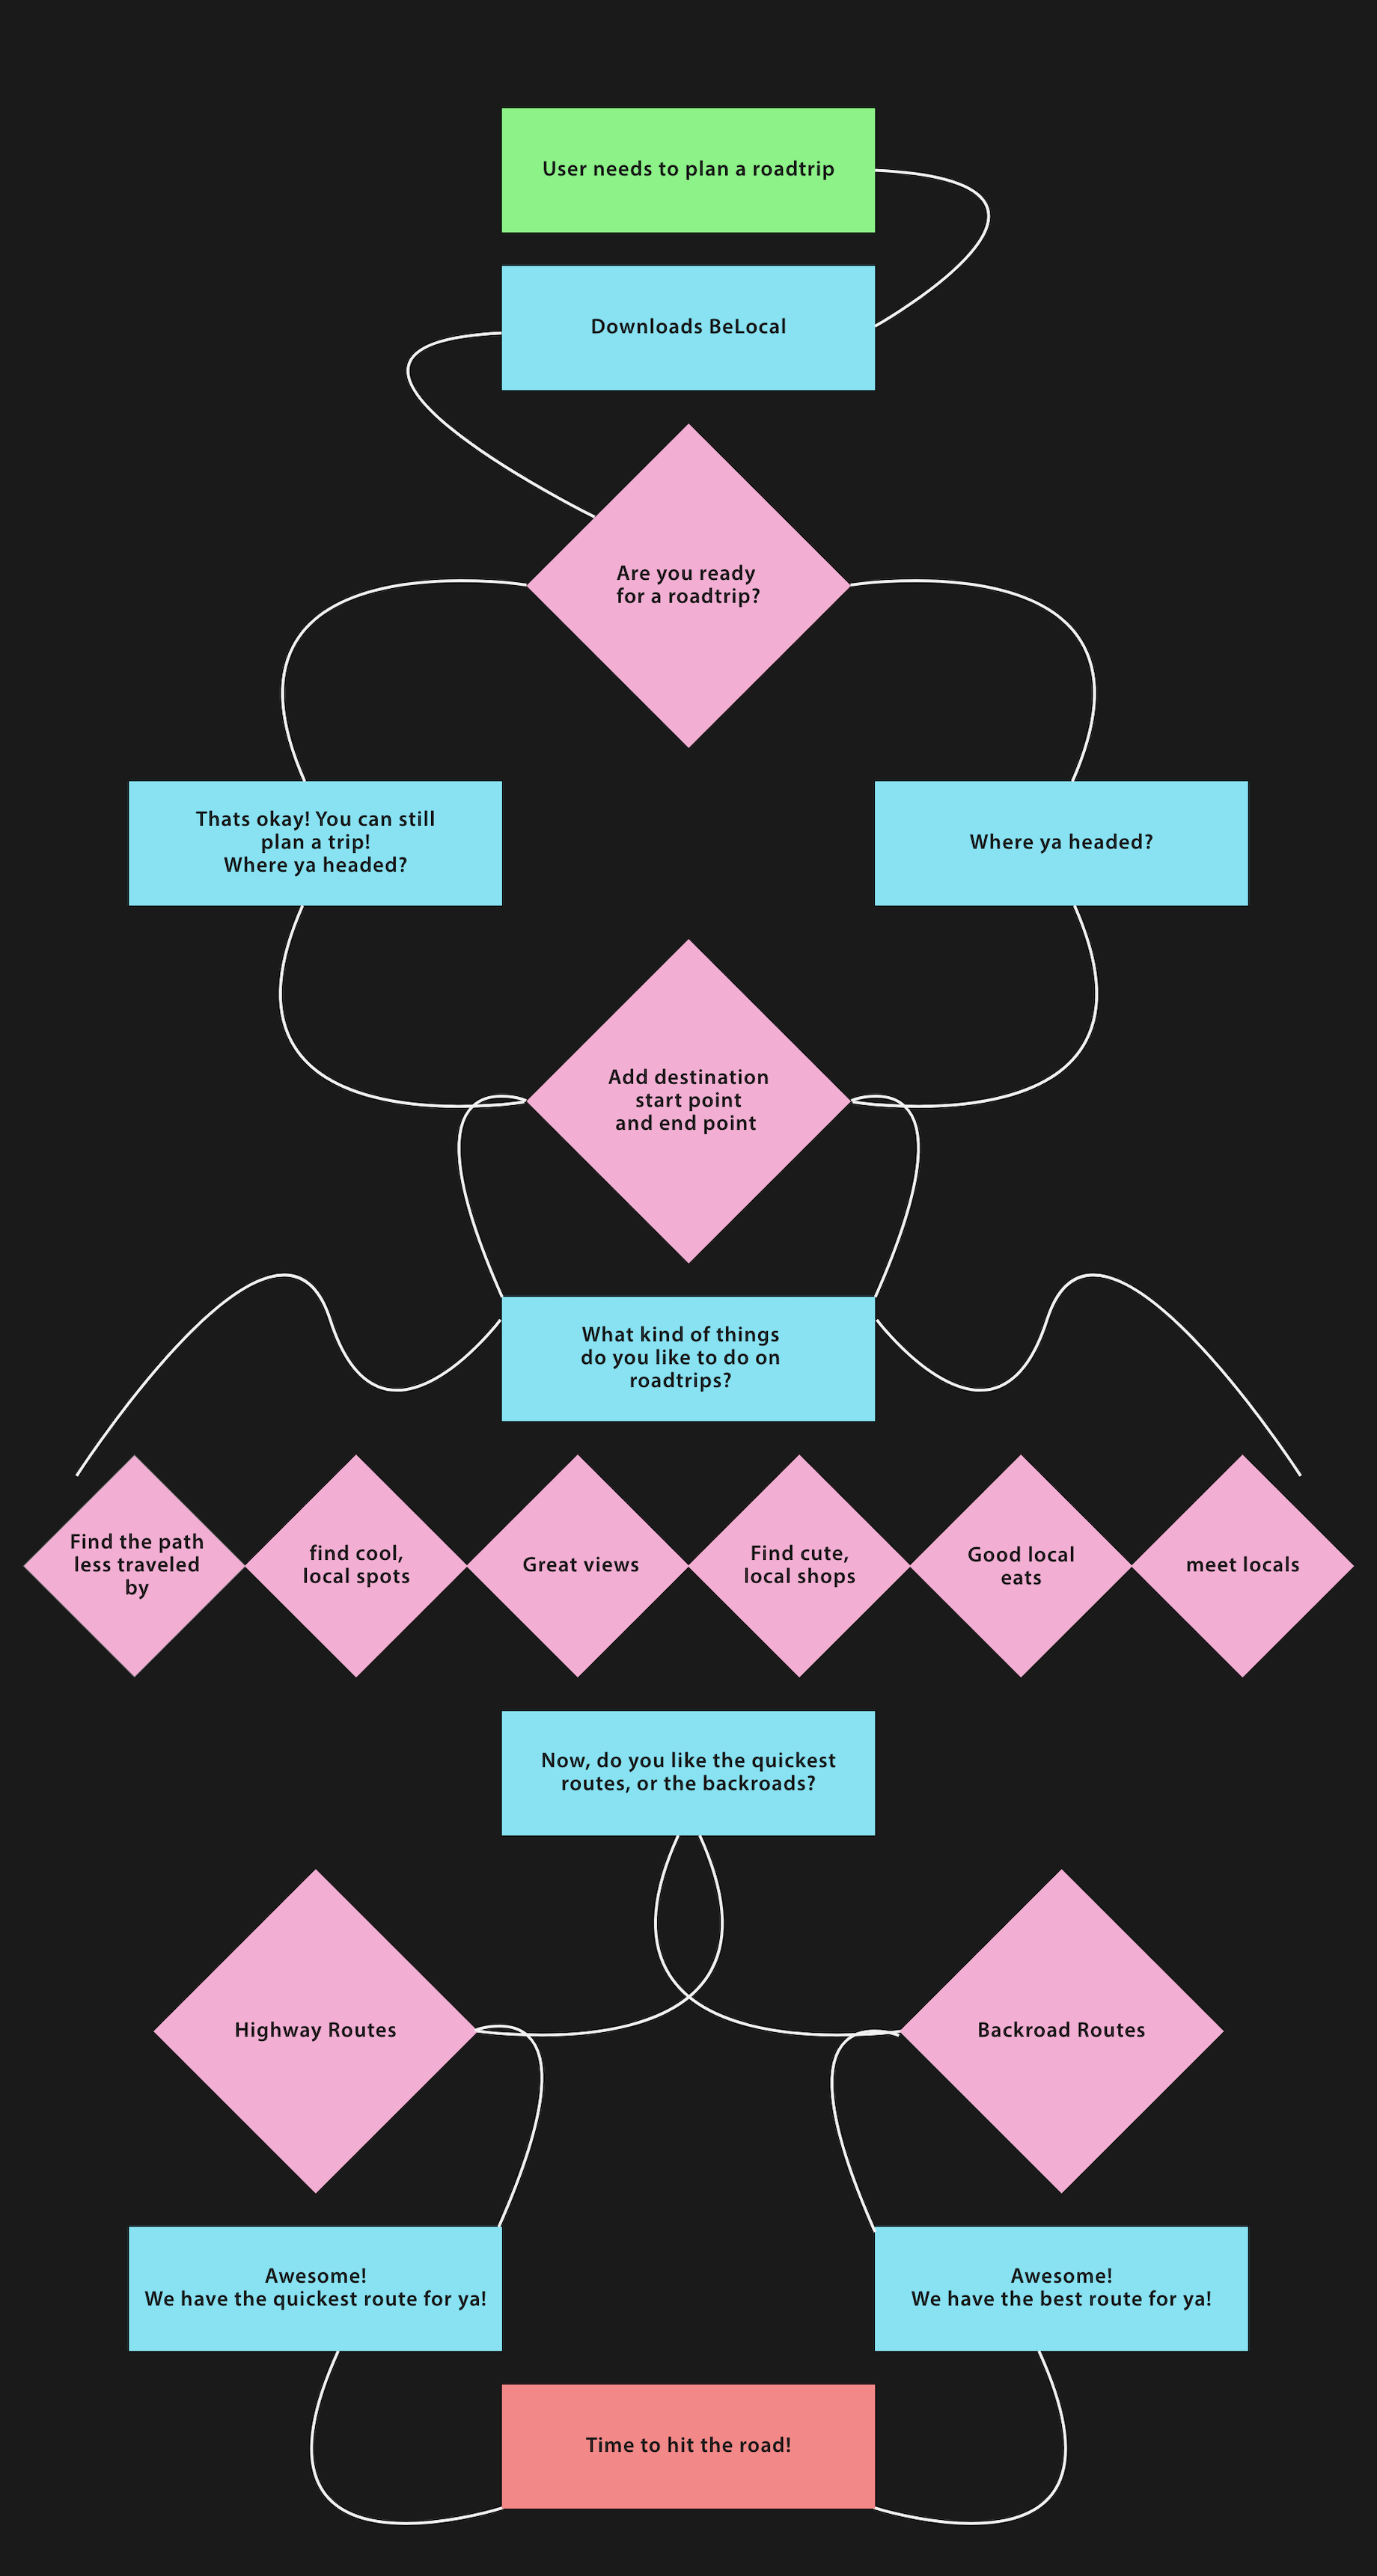 User needs to plan a roadtrip
Downloads BeLocal
Are you ready
for a roadtrip?
Thats okay! You can still
plan a trip!
Where ya headed?
Where ya headed?
Add destination
start point
and end point
What kind of things
do you like to do on
roadtrips?
Find the path
less traveled
by
find cool,
local spots
Great views
Find cute,
local shops
Good local
eats
meet locals
Now, do you like the quickest
routes, or the backroads?
Highway Routes
Backroad Routes
Awesome!
We have the quickest route for ya!
Awesome!
We have the best route for ya!
Time to hit the road!